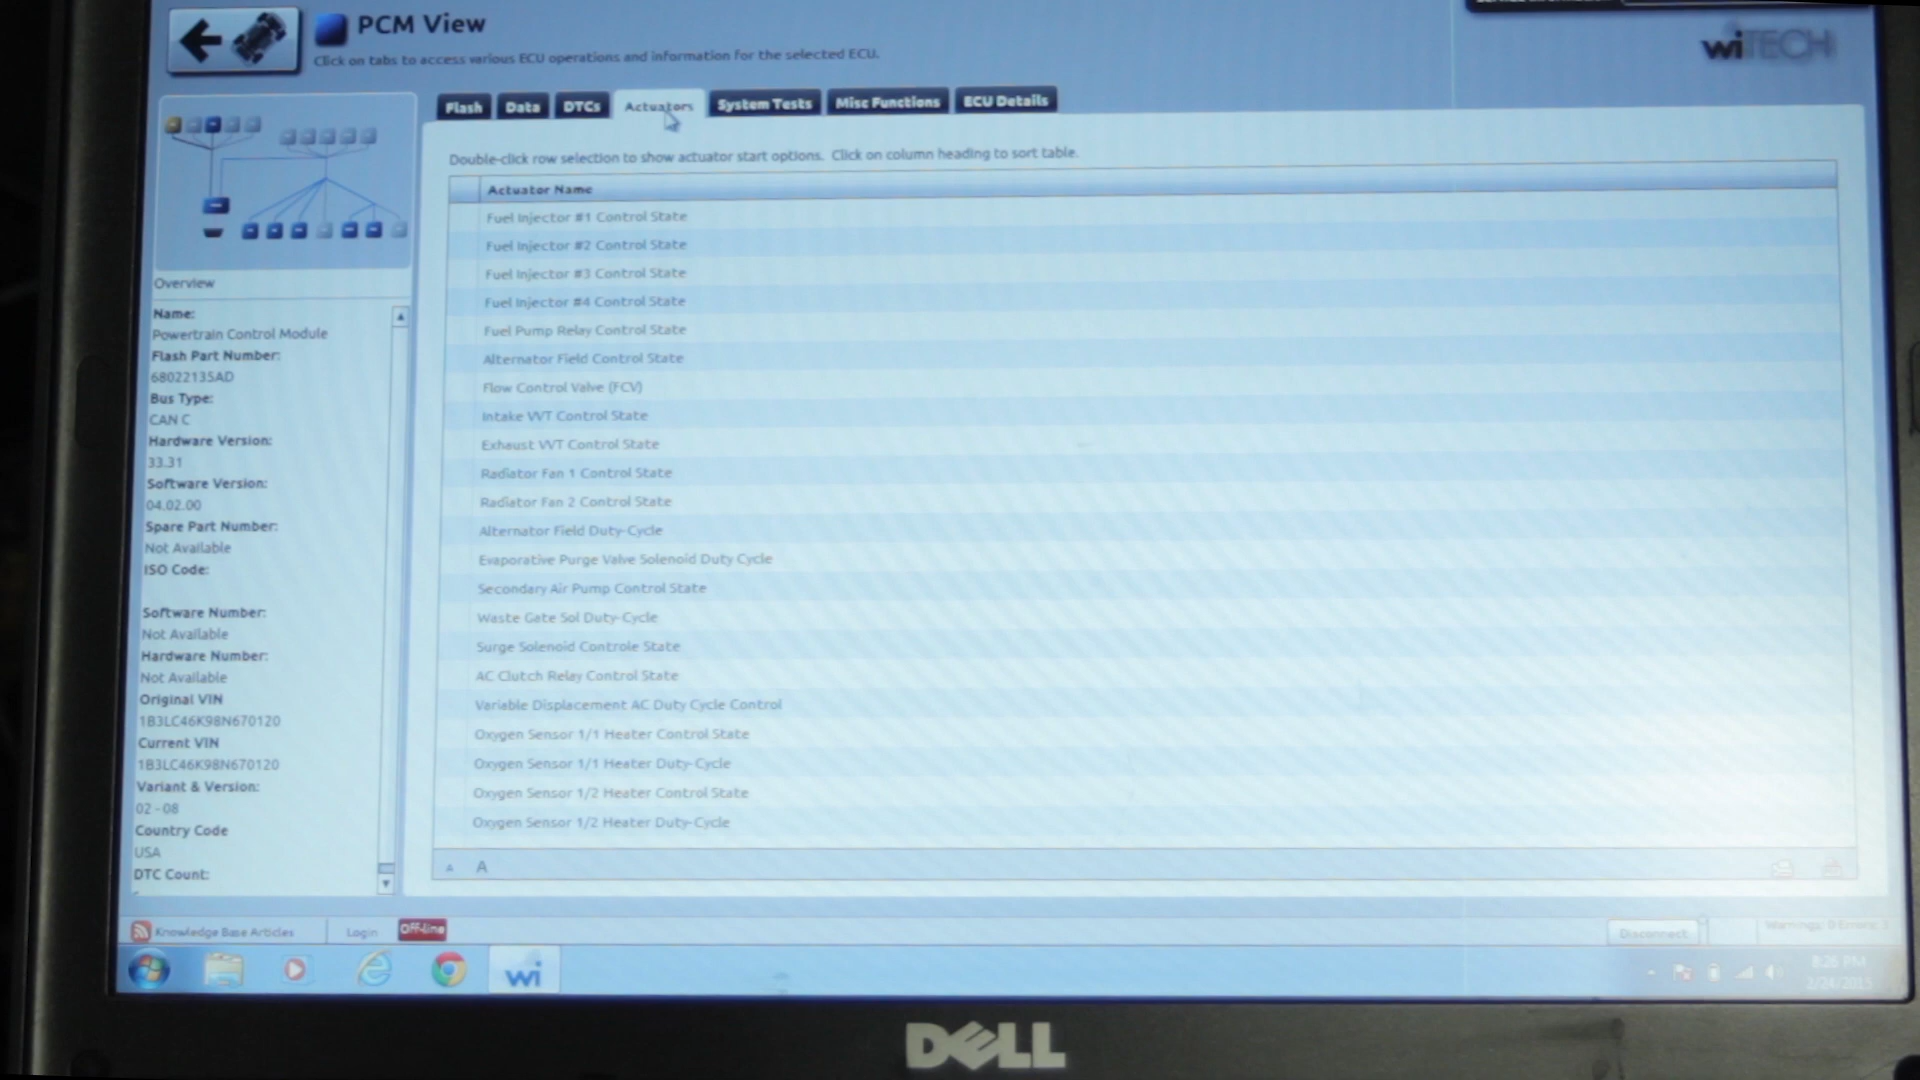 PCM View
Click on tabs to access various ECU operations and information for the selected ECU.
wiTECH
Flash Data DTCs Actuators System Tests Misc Functions ECU Details
Double-click row selection to show actuator start options. Click on column heading to sort table.
Actuator Name
Fuel Injector #1 Control State
Fuel Injector #2 Control State
Fuel Injector #3 Control State
Fuel Injector #4 Control State
Fuel Pump Relay Control State
Alternator Field Control State
Flow Control Valve (FCV)
Intake VVT Control State
Exhaust VVT Control State
Radiator Fan 1 Control State
Radiator Fan 2 Control State
Alternator Field Duty-Cycle
Evaporative Purge Valve Solenoid Duty Cycle
Secondary Air Pump Control State
Waste Gate Sol Duty-Cycle
Surge Solenoid Controle State
AC Clutch Relay Control State
Variable Displacement AC Duty Cycle Control
Oxygen Sensor 1/1 Heater Control State
Oxygen Sensor 1/1 Heater Duty-Cycle
Oxygen Sensor 1/2 Heater Control State
Oxygen Sensor 1/2 Heater Duty-Cycle
A A
Overview
Name:
Powertrain Control Module
Flash Part Number:
68022135AD
Bus Type:
CAN C
Hardware Version:
33.31
Software Version:
04.02.00
Spare Part Number:
Not Available
ISO Code:
Software Number:
Not Available
Hardware Number:
Not Available
Original VIN
1B3LC46K98N670120
Current VIN
1B3LC46K98N670120
Variant & Version:
02 - 08
Country Code
USA
DTC Count:
Knowledge Base Articles Login Off-line
Disconnect
Warnings: 0 Errors:
wi
8:26 PM
2/24/2015
DELL